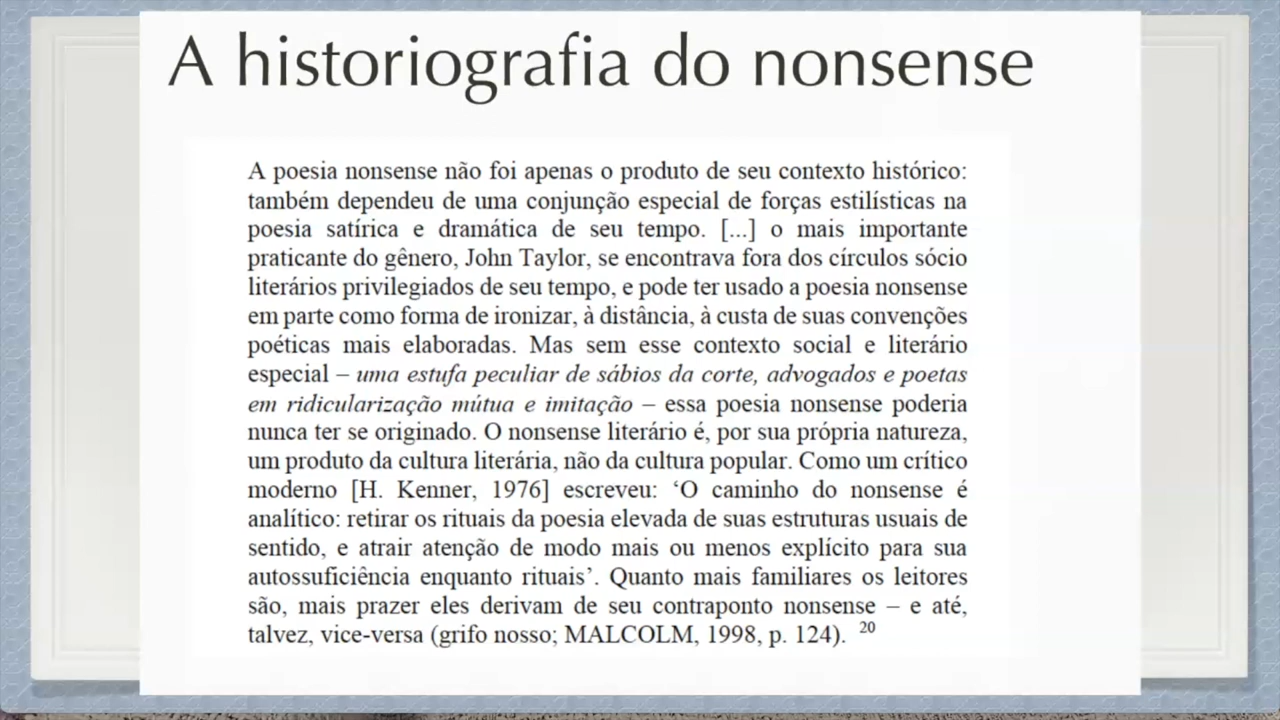 A historiografia do nonsense
A poesia nonsense não foi apenas o produto de seu contexto histórico:
também dependeu de uma conjunção especial de forças estilísticas na
poesia satírica e dramática de seu tempo. [...] o mais importante
praticante do gênero, John Taylor, se encontrava fora dos círculos sócio
literários privilegiados de seu tempo, e pode ter usado a poesia nonsense
em parte como forma de ironizar, à distância, à custa de suas convenções
poéticas mais elaboradas. Mas sem esse contexto social e literário
especial – uma estufa peculiar de sábios da corte, advogados e poetas
em ridicularização mútua e imitação – essa poesia nonsense poderia
nunca ter se originado. O nonsense literário é, por sua própria natureza,
um produto da cultura literária, não da cultura popular. Como um crítico
moderno [H. Kenner, 1976] escreveu: ‘O caminho do nonsense é
analítico: retirar os rituais da poesia elevada de suas estruturas usuais de
sentido, e atrair atenção de modo mais ou menos explícito para sua
autossuficiência enquanto rituais’. Quanto mais familiares os leitores
são, mais prazer eles derivam de seu contraponto nonsense – e até,
talvez, vice-versa (grifo nosso; MALCOLM, 1998, p. 124). 20